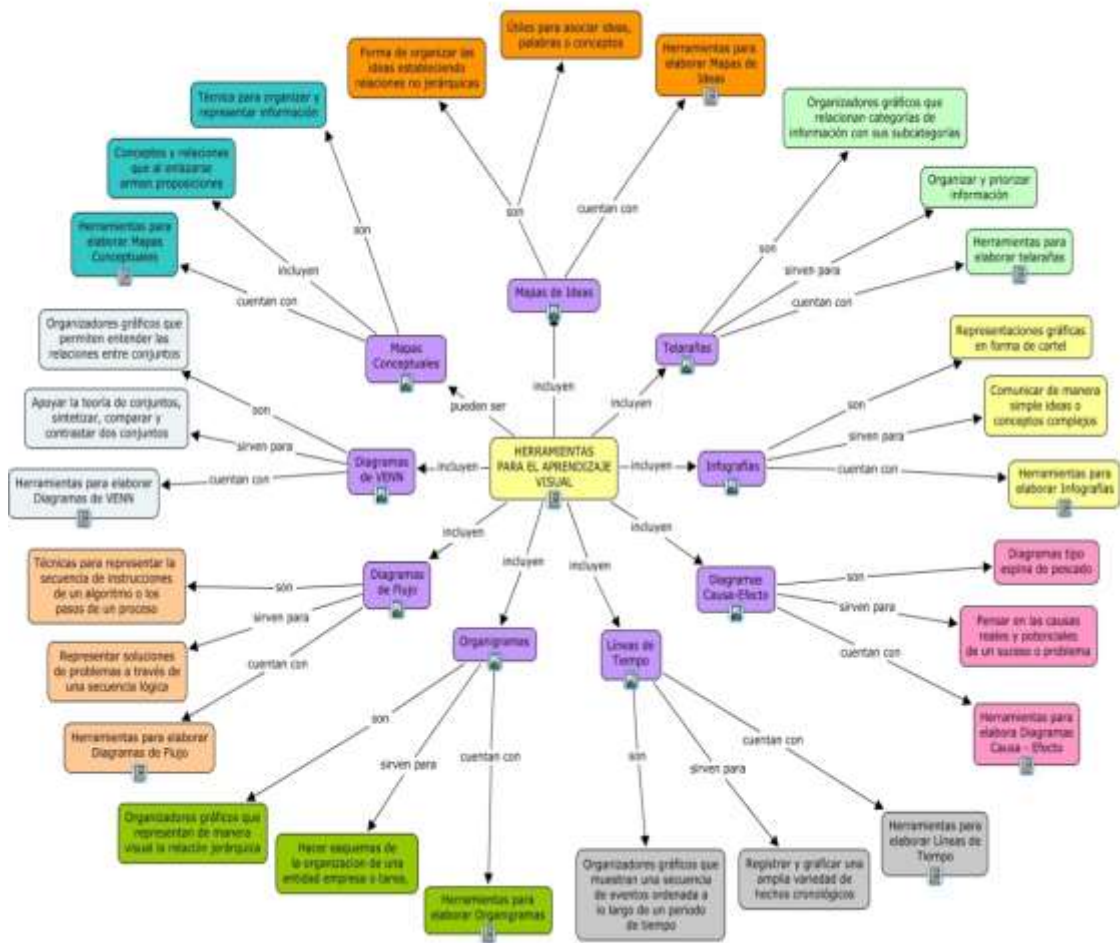 Útiles para asociar ideas,
palabras o conceptos
Forma de organizar las
ideas estableciendo
relaciones no jerárquicas
Herramientas para
elaborar Mapas de
Ideas
Técnica para organizar y
representar información
Conceptos y relaciones
que al enlazarse
arman proposiciones
Herramientas para
elaborar Mapas
Conceptuales
son
incluyen
cuentan con
Mapas
Conceptuales
son
cuentan con
Mapas de Ideas
Organizadores gráficos que
relacionan categorías de
información con sus subcategorías
Organizar y priorizar
información
Herramientas para
elaborar telarañas
son
sirven para
cuentan con
Telarañas
pueden ser
incluyen
incluyen
HERRAMIENTAS
PARA EL APRENDIZAJE
VISUAL
Organizadores gráficos que
permiten entender las
relaciones entre conjuntos
Apoyar la teoría de conjuntos,
sintetizar, comparar y
contrastar dos conjuntos
Herramientas para elaborar
Diagramas de VENN
son
sirven para
cuentan con
Diagramas
de VENN
incluyen
incluyen
Infografías
son
sirven para
cuentan con
Representaciones gráficas
en forma de cartel
Comunicar de manera
simple ideas o
conceptos complejos
Herramientas para
elaborar Infografías
incluyen
incluyen
incluyen
incluyen
Técnicas para representar la
secuencia de instrucciones
de un algoritmo o los
pasos de un proceso
Representar soluciones
de problemas a través de
una secuencia lógica
Herramientas para elaborar
Diagramas de Flujo
son
sirven para
cuentan con
Diagramas
de Flujo
Organigramas
Líneas de
Tiempo
Diagramas
Causa-Efecto
son
sirven para
cuentan con
Diagramas tipo
espina de pescado
Pensar en las causas
reales y potenciales
de un suceso o problema
Herramientas para
elabora Diagramas
Causa - Efecto
son
sirven para
cuentan con
Organizadores gráficos que
representan de manera
visual la relación jerárquica
Hacer esquemas de
la organizacion de una
entidad empresa o tarea.
Herramientas para
elaborar Organigramas
son
sirven para
cuentan con
Organizadores gráficos que
muestran una secuencia
de eventos ordenada a
lo largo de un periodo
de tiempo
Registrar y graficar una
amplia variedad de
hechos cronológicos
Herramientas para
elaborar Líneas de
Tiempo